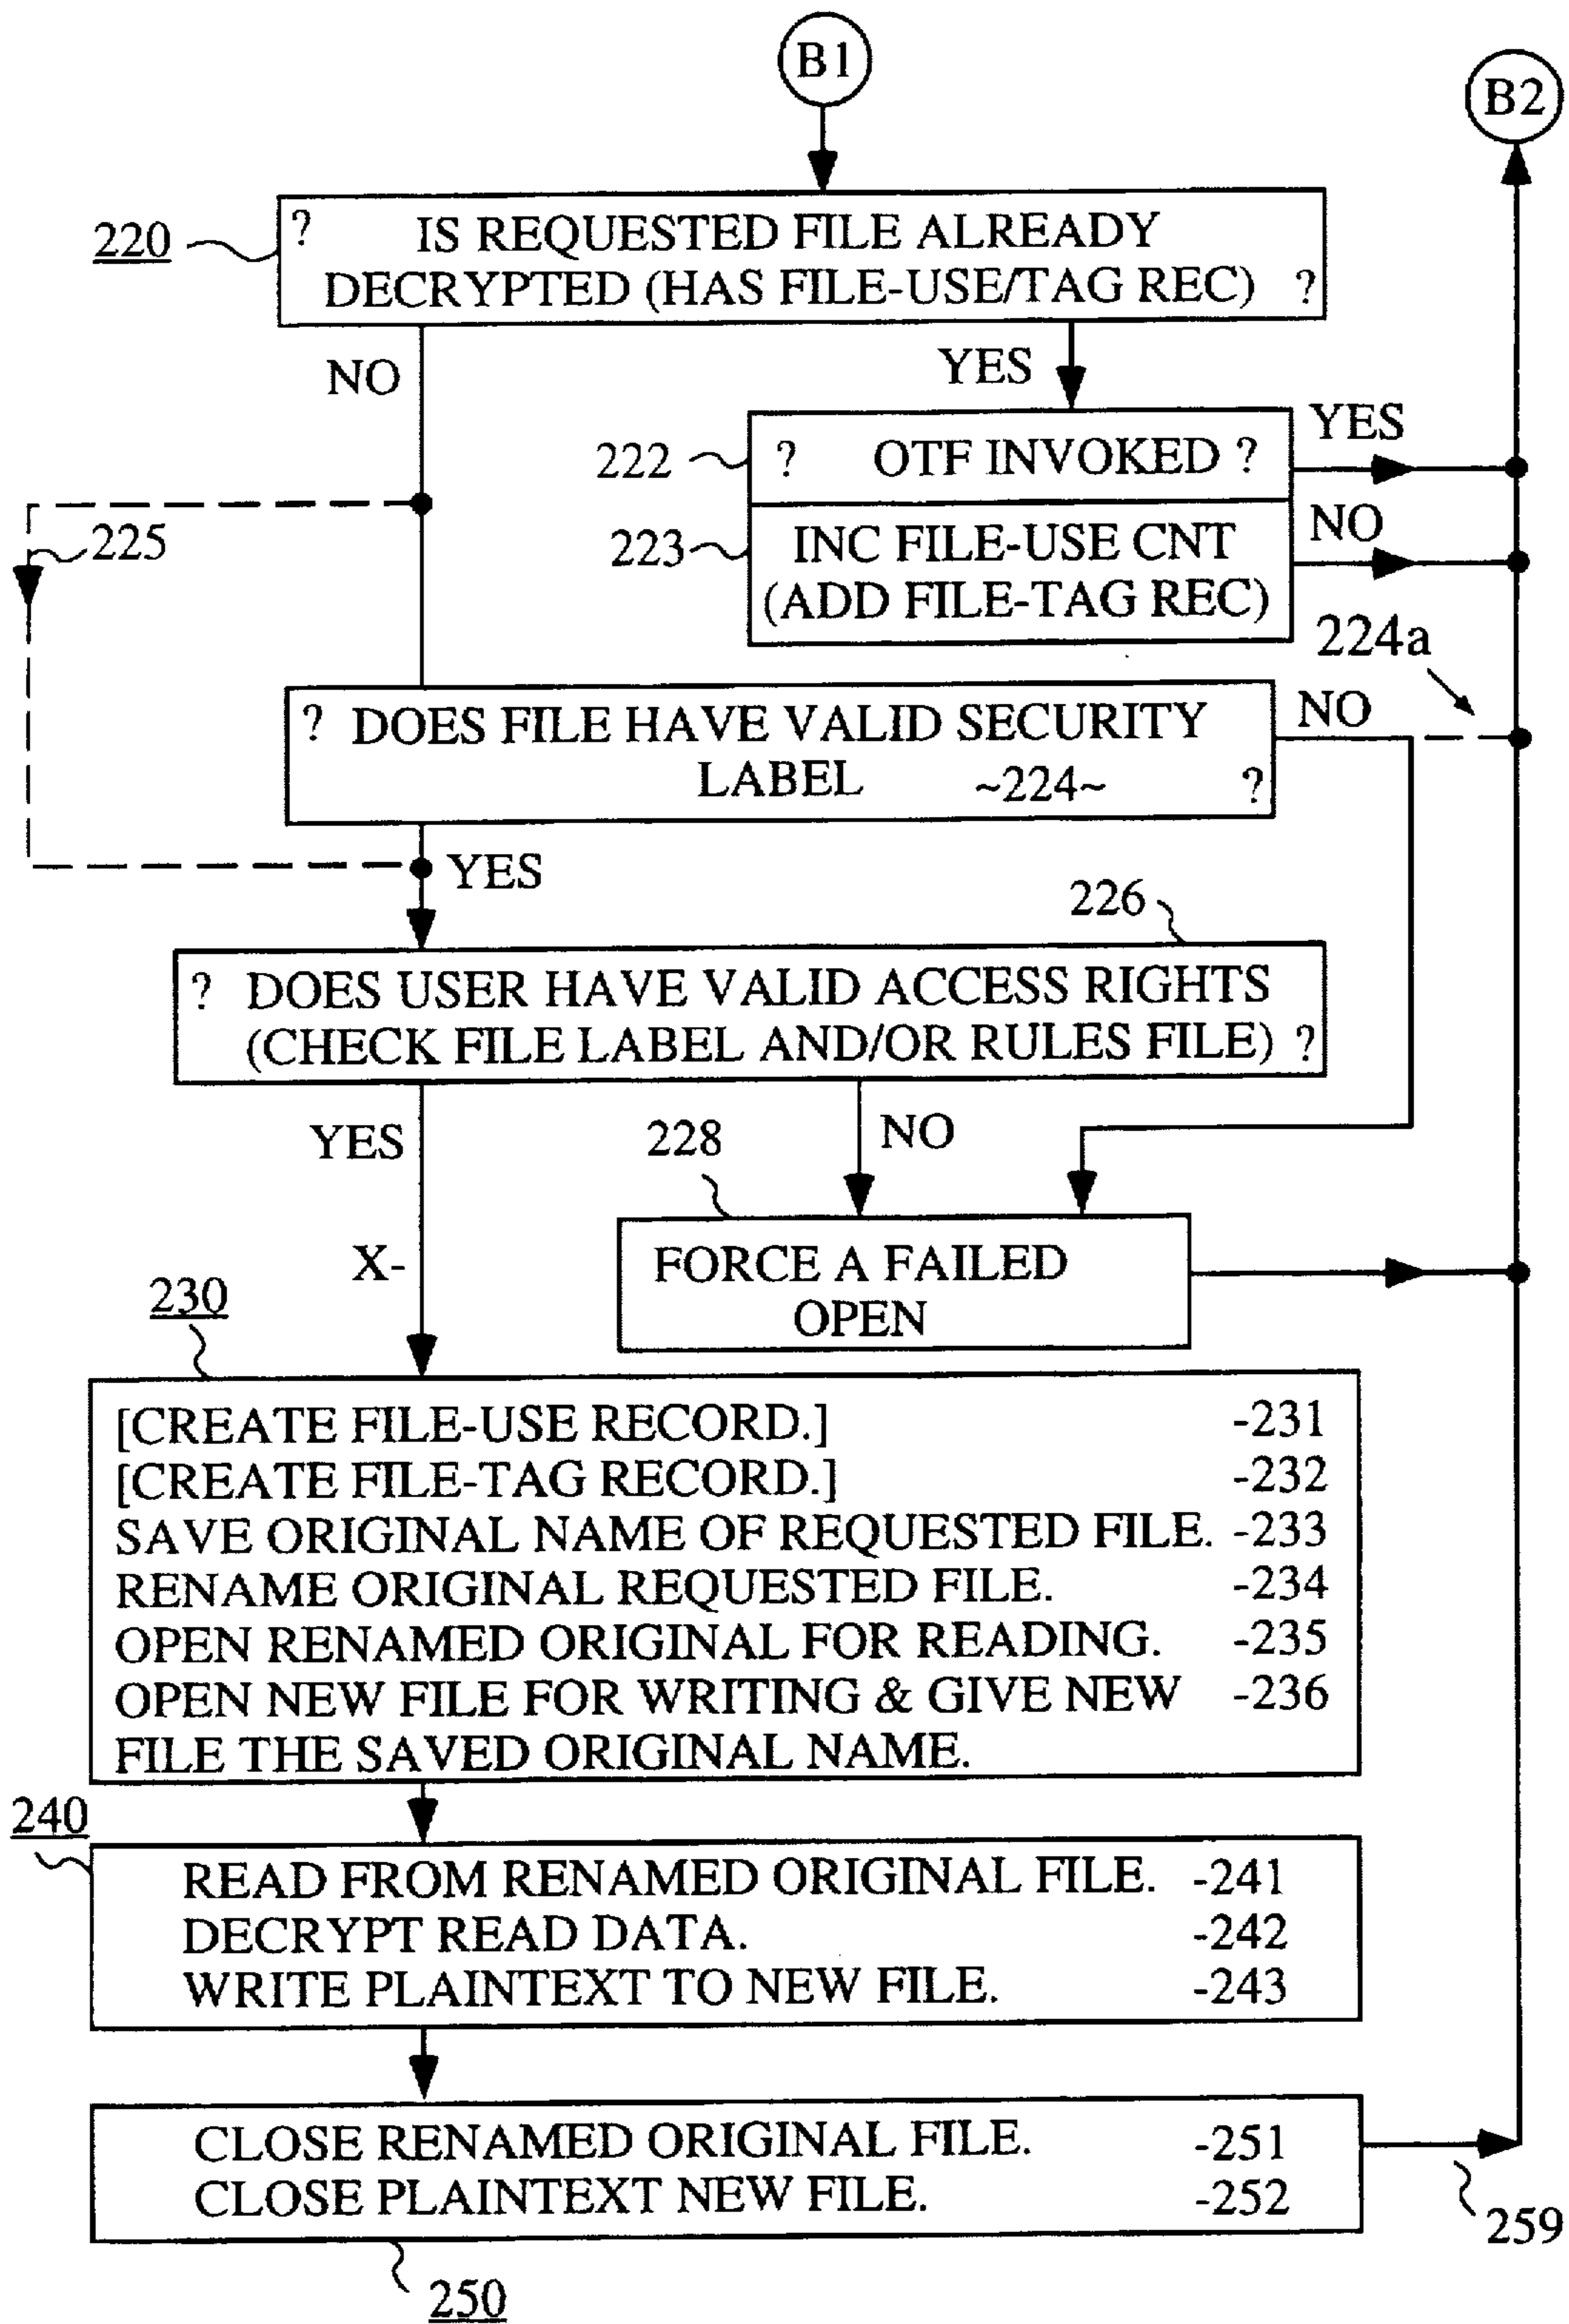 B1
B2
220
? IS REQUESTED FILE ALREADY
DECRYPTED (HAS FILE-USE/TAG REC) ?
NO
YES
222
? OTF INVOKED ?
YES
223
INC FILE-USE CNT
(ADD FILE-TAG REC)
NO
225
224a
? DOES FILE HAVE VALID SECURITY
LABEL ~224~ ?
NO
YES
226
? DOES USER HAVE VALID ACCESS RIGHTS
(CHECK FILE LABEL AND/OR RULES FILE) ?
YES
NO
228
X-
FORCE A FAILED
OPEN
230
[CREATE FILE-USE RECORD.] -231
[CREATE FILE-TAG RECORD.] -232
SAVE ORIGINAL NAME OF REQUESTED FILE. -233
RENAME ORIGINAL REQUESTED FILE. -234
OPEN RENAMED ORIGINAL FOR READING. -235
OPEN NEW FILE FOR WRITING & GIVE NEW -236
FILE THE SAVED ORIGINAL NAME.
240
READ FROM RENAMED ORIGINAL FILE. -241
DECRYPT READ DATA. -242
WRITE PLAINTEXT TO NEW FILE. -243
CLOSE RENAMED ORIGINAL FILE. -251
CLOSE PLAINTEXT NEW FILE. -252
259
250